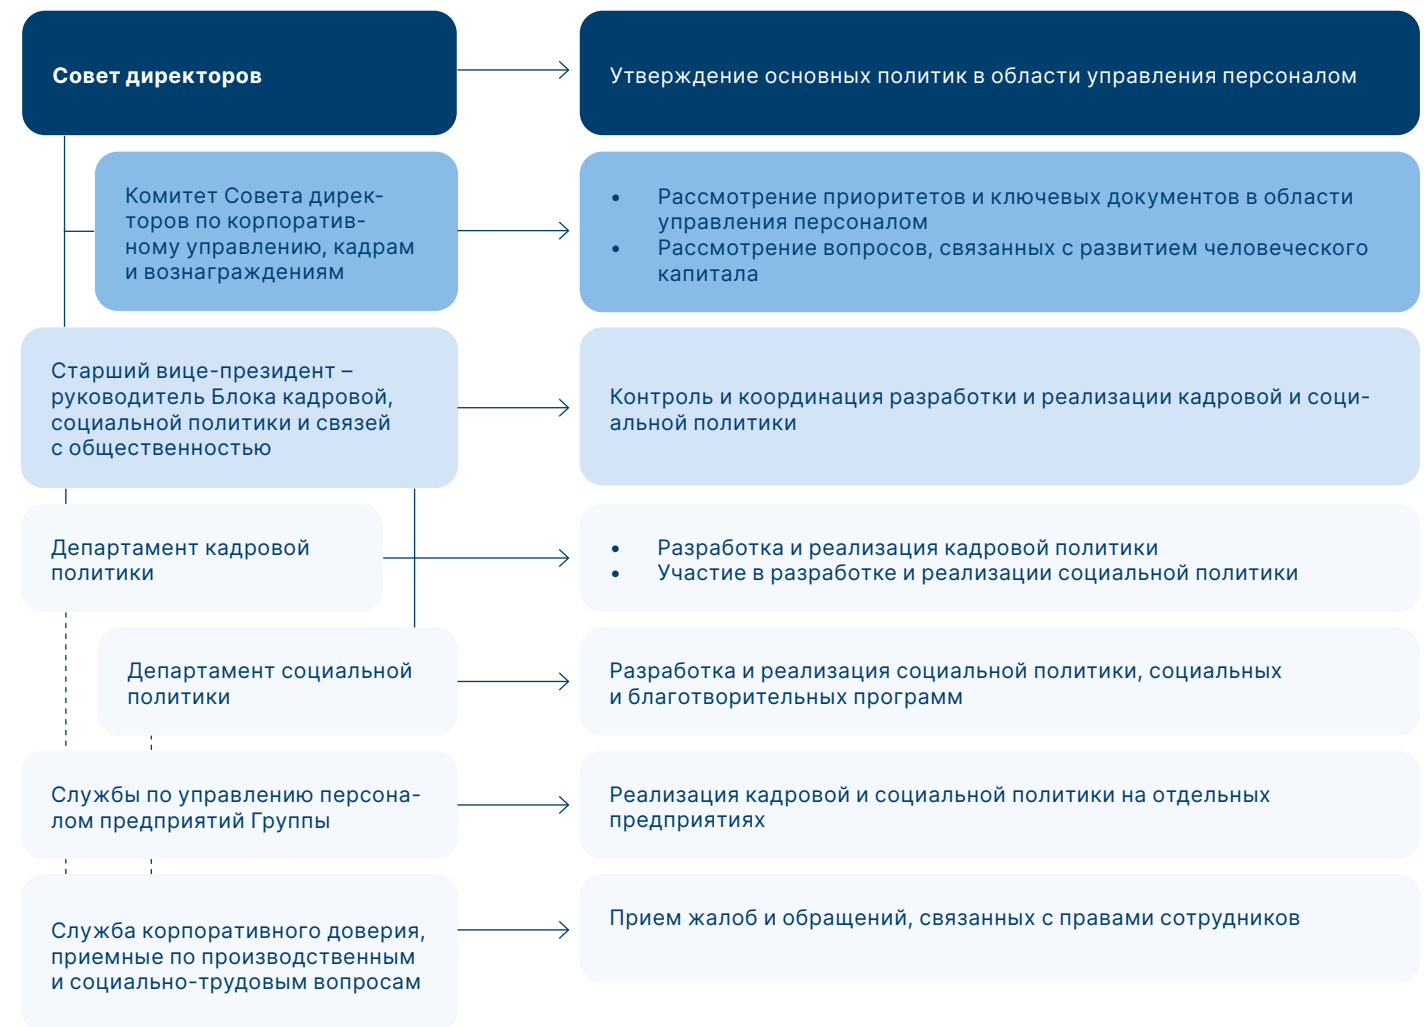 Совет директоров
Утверждение основных политик в области управления персоналом
Комитет Совета дирек-
торов по корпоратив-
ному управлению, кадрам
и вознаграждениям
• Рассмотрение приоритетов и ключевых документов в области
управления персоналом
• Рассмотрение вопросов, связанных с развитием человеческого
капитала
Старший вице-президент –
руководитель Блока кадровой,
социальной политики и связей
с общественностью
Контроль и координация разработки и реализации кадровой и соци-
альной политики
Департамент кадровой
политики
• Разработка и реализация кадровой политики
• Участие в разработке и реализации социальной политики
Департамент социальной
политики
Разработка и реализация социальной политики, социальных
и благотворительных программ
Службы по управлению персона-
лом предприятий Группы
Реализация кадровой и социальной политики на отдельных
предприятиях
Служба корпоративного доверия,
приемные по производственным
и социально-трудовым вопросам
Прием жалоб и обращений, связанных с правами сотрудников